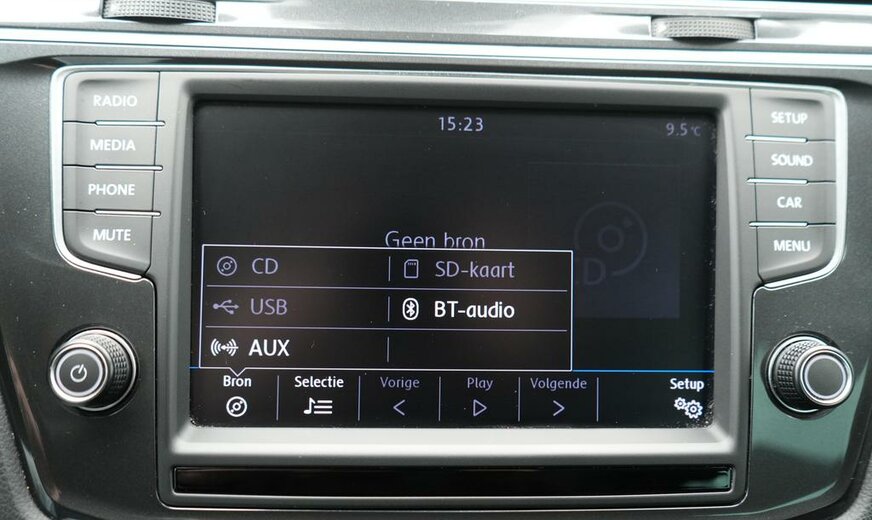 RADIO
MEDIA
PHONE
MUTE
15:23
9.5°C
Geen bron
CD
SD-kaart
USB
BT-audio
AUX
Bron
Selectie
Vorige
Play
Volgende
Setup
SETUP
SOUND
CAR
MENU